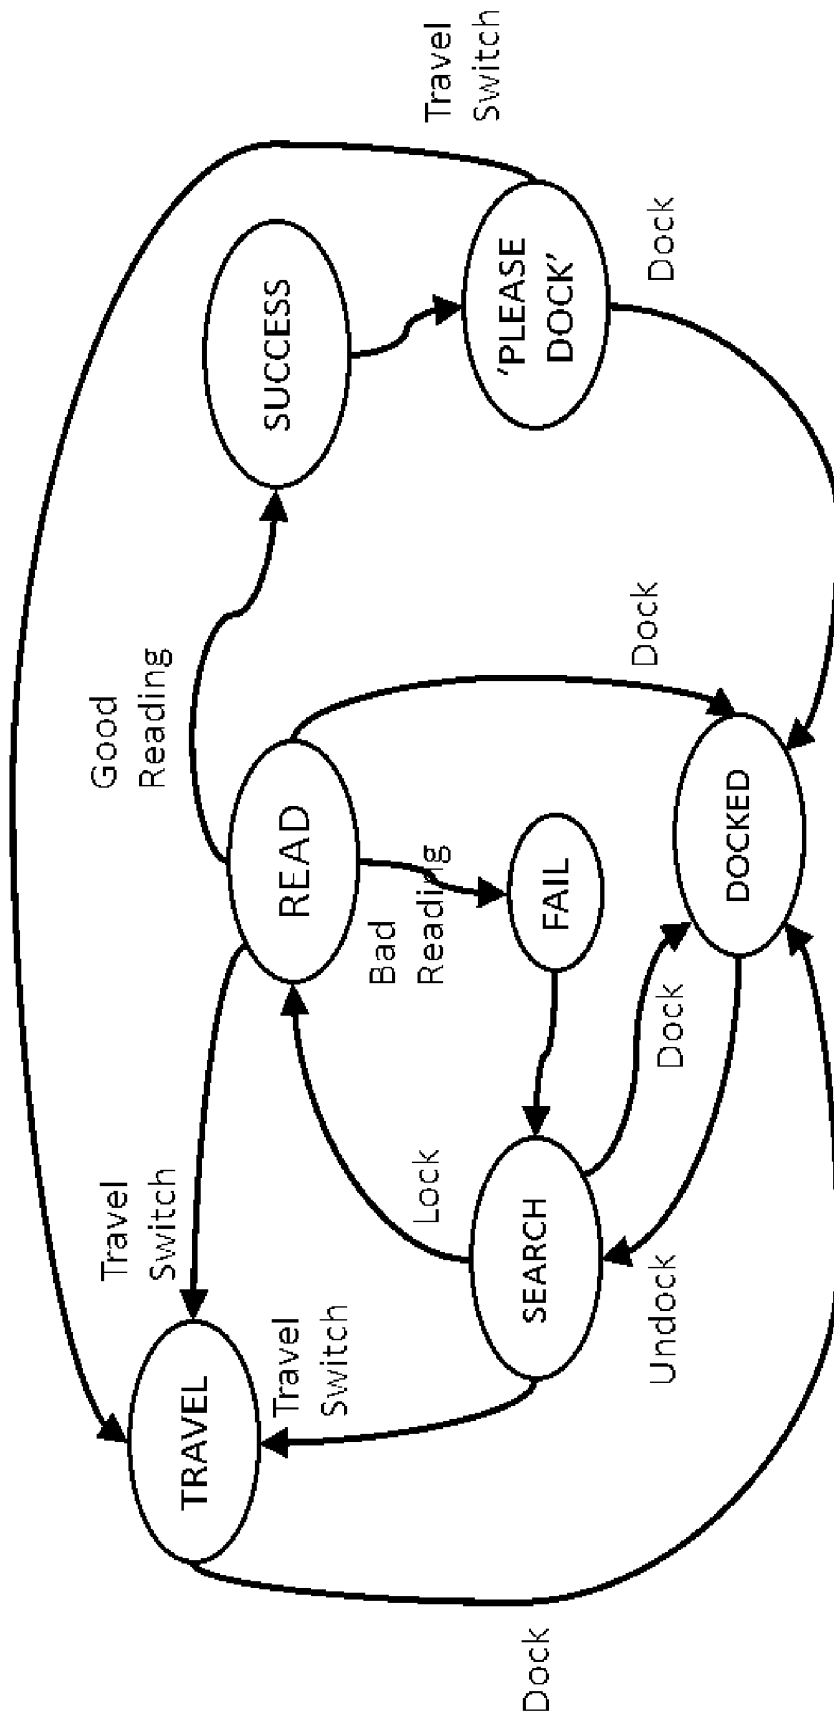 Good
Reading
Travel
Switch
TRAVEL
SUCCESS
Travel
Switch
READ
Bad
Reading
Lock
Travel
Switch
'PLEASE
DOCK'
SEARCH
Dock
FAIL
Dock
Dock
Undock
Dock
DOCKED